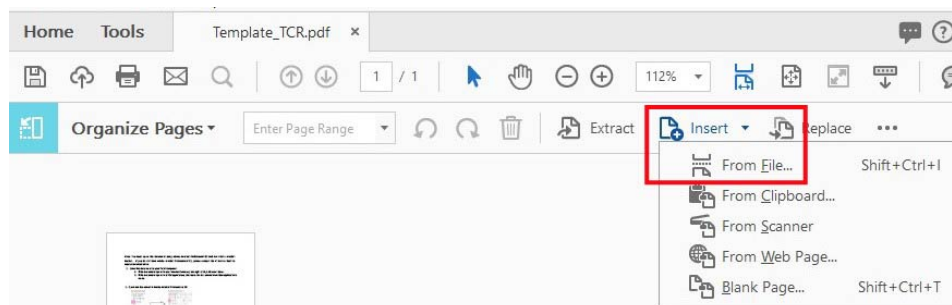 Home Tools Template_TCR.pdf ×
1 / 1 112%
Organize Pages Enter Page Range Extract Insert Replace •••
From File... Shift+Ctrl+I
From Clipboard...
From Scanner
From Web Page...
Blank Page... Shift+Ctrl+T